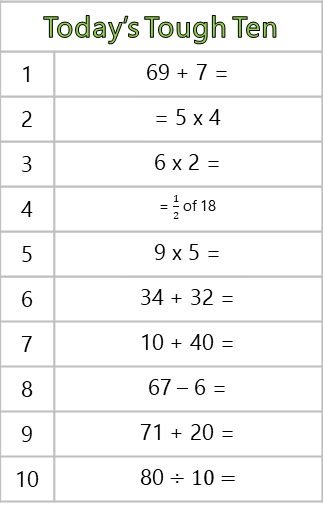 Today's Tough Ten
1 69 + 7 =
2 = 5 x 4
3 6 x 2 =
4 = 1/2 of 18
5 9 x 5 =
6 34 + 32 =
7 10 + 40 =
8 67 – 6 =
9 71 + 20 =
10 80 ÷ 10 =